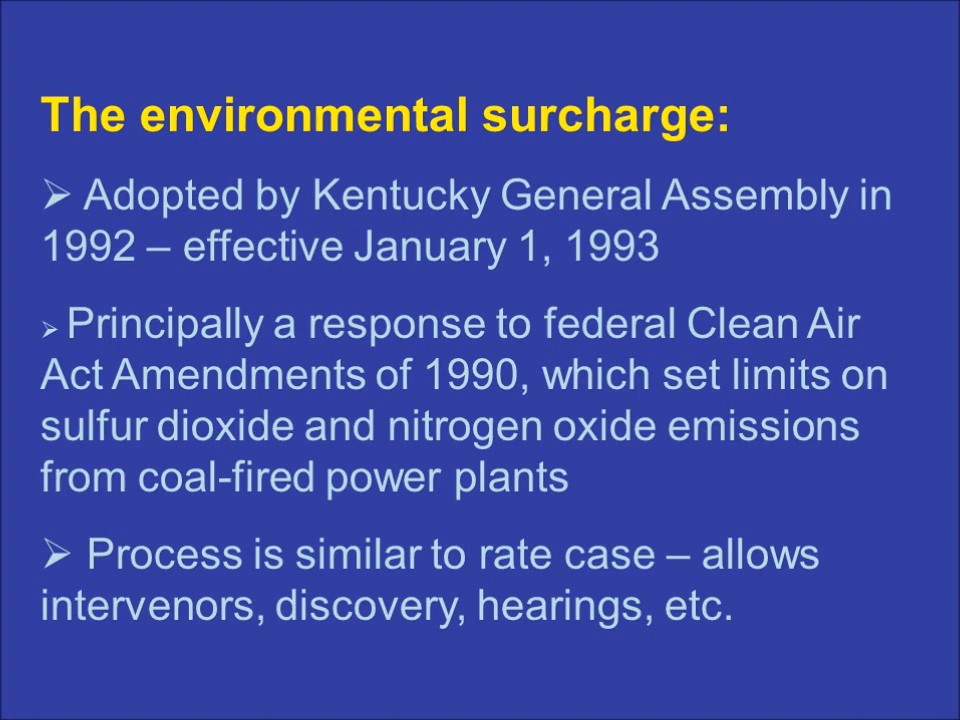 The environmental surcharge:
➢ Adopted by Kentucky General Assembly in
1992 – effective January 1, 1993
➢ Principally a response to federal Clean Air
Act Amendments of 1990, which set limits on
sulfur dioxide and nitrogen oxide emissions
from coal-fired power plants
➢ Process is similar to rate case – allows
intervenors, discovery, hearings, etc.